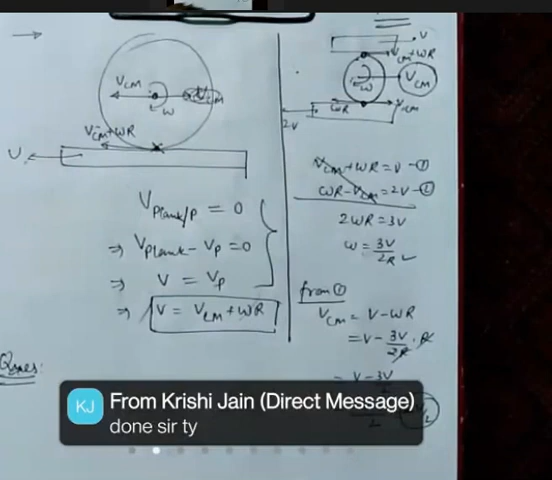 V_CM
ω
V_CM
V_CM+ωR
V_Plank/P = 0
⇒ V_Plank - V_P = 0
⇒ V = V_P
⇒ V = V_CM + ωR
Ques:
V
V_CM+ωR
V_CM
ω
ωR
V_CM
2V
V_CM+ωR = V -①
ωR-V_CM = 2V -②
2ωR = 3V
ω = 3V/2R
from ①
V_CM = V-ωR
= V - 3V/2R · R
= V-3V
2
KJ
From Krishi Jain (Direct Message)
done sir ty